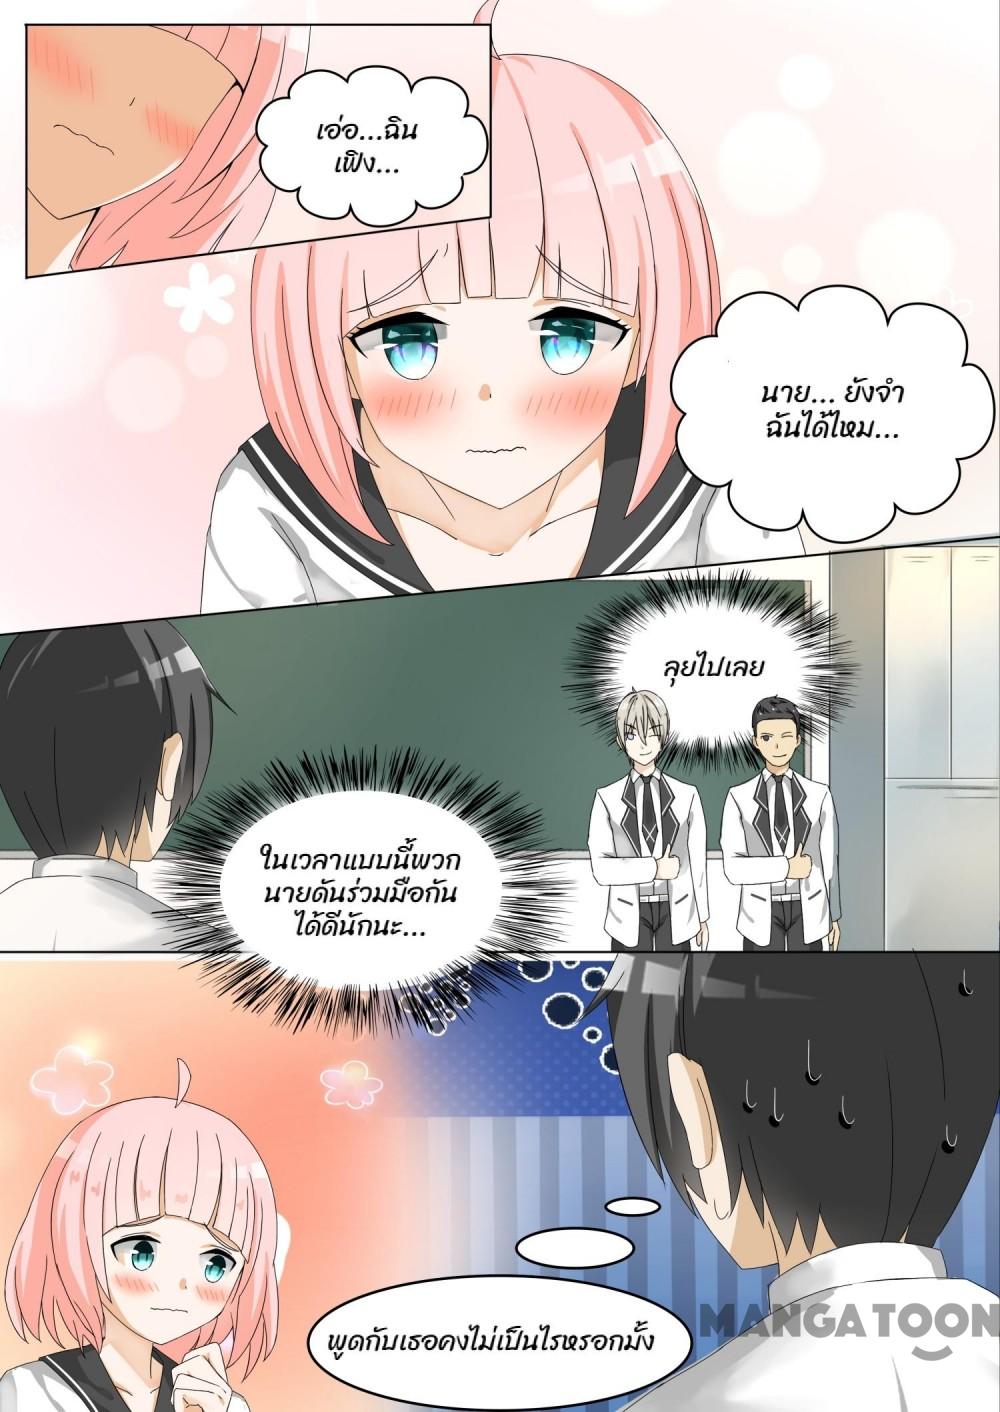 เอ่อ...ฉิน
เฟิง...
นาย... ยังจำ
ฉันได้ไหม...
ลุยไปเลย
ในเวลาแบบนี้พวก
นายดันร่วมมือกัน
ได้ดีนักนะ...
พูดกับเธอคงไม่เป็นไรหรอกมั้ง
MANGATOON